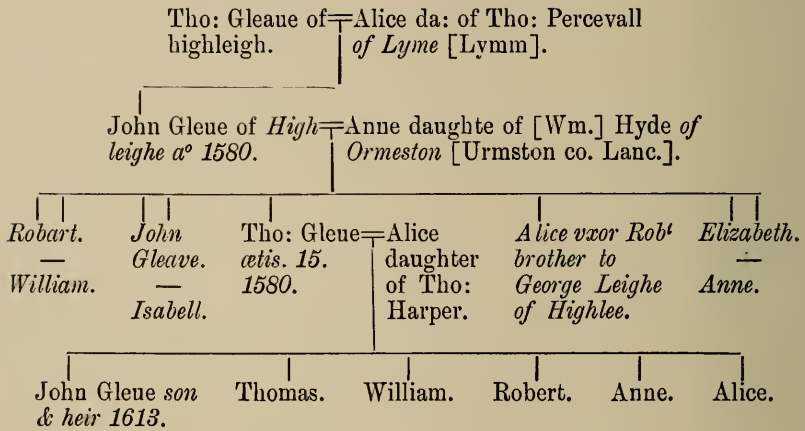 Tho: Gleaue of=Alice da: of Tho: Percevall
highleigh. of Lyme [Lymm].
John Gleue of High=Anne daughte of [Wm.] Hyde of
leighe aº 1580. Ormeston [Urmston co. Lanc.].
Robart. John Tho: Gleue=Alice Alice vxor Robᵗ Elizabeth.
— Gleave. ætis. 15. daughter brother to —
William. — 1580. of Tho: George Leighe Anne.
Isabell. Harper. of Highlee.
John Gleue son Thomas. William. Robert. Anne. Alice.
& heir 1613.